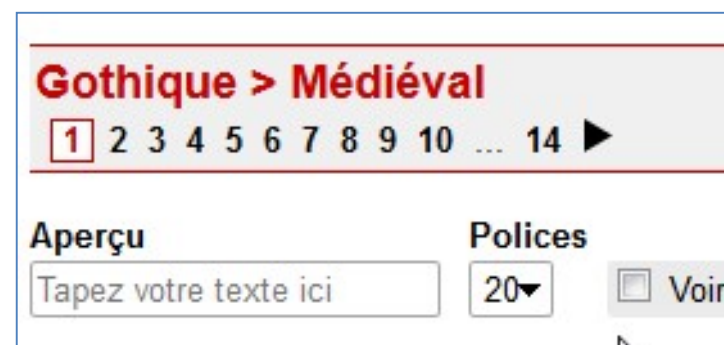 Gothique > Médiéval
1 2 3 4 5 6 7 8 9 10 ... 14
Aperçu Polices
Tapez votre texte ici 20 Voir